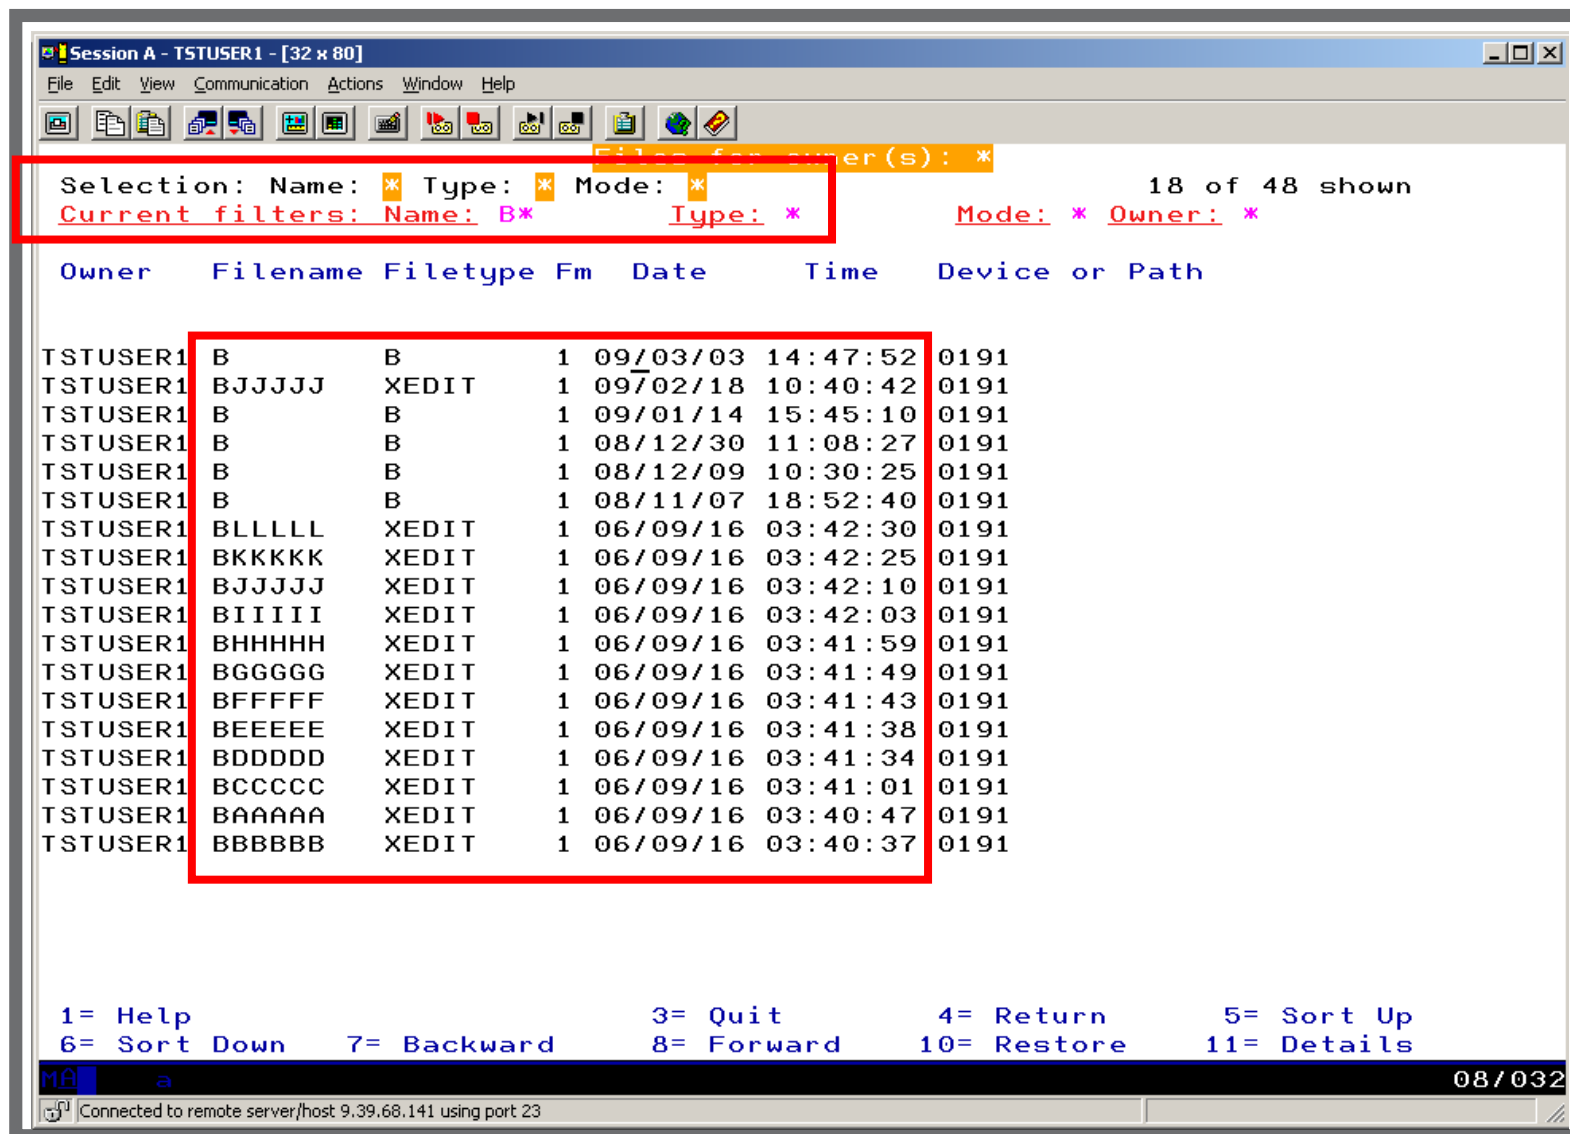 Session A - TSTUSER1 - [32 x 80]
File Edit View Communication Actions Window Help
Files for owner(s): *
Selection: Name: * Type: * Mode: * 18 of 48 shown
Current filters: Name: B* Type: * Mode: * Owner: *
Owner Filename Filetype Fm Date Time Device or Path
TSTUSER1 B B 1 09/03/03 14:47:52 0191
TSTUSER1 BJJJJJ XEDIT 1 09/02/18 10:40:42 0191
TSTUSER1 B B 1 09/01/14 15:45:10 0191
TSTUSER1 B B 1 08/12/30 11:08:27 0191
TSTUSER1 B B 1 08/12/09 10:30:25 0191
TSTUSER1 B B 1 08/11/07 18:52:40 0191
TSTUSER1 BLLLLL XEDIT 1 06/09/16 03:42:30 0191
TSTUSER1 BKKKKK XEDIT 1 06/09/16 03:42:25 0191
TSTUSER1 BJJJJJ XEDIT 1 06/09/16 03:42:10 0191
TSTUSER1 BIIIII XEDIT 1 06/09/16 03:42:03 0191
TSTUSER1 BHHHHH XEDIT 1 06/09/16 03:41:59 0191
TSTUSER1 BGGGGG XEDIT 1 06/09/16 03:41:49 0191
TSTUSER1 BFFFFF XEDIT 1 06/09/16 03:41:43 0191
TSTUSER1 BEEEEE XEDIT 1 06/09/16 03:41:38 0191
TSTUSER1 BDDDDD XEDIT 1 06/09/16 03:41:34 0191
TSTUSER1 BCCCCC XEDIT 1 06/09/16 03:41:01 0191
TSTUSER1 BAAAAA XEDIT 1 06/09/16 03:40:47 0191
TSTUSER1 BBBBBB XEDIT 1 06/09/16 03:40:37 0191
1= Help 3= Quit 4= Return 5= Sort Up
6= Sort Down 7= Backward 8= Forward 10= Restore 11= Details
MA a 08/032
Connected to remote server/host 9.39.68.141 using port 23